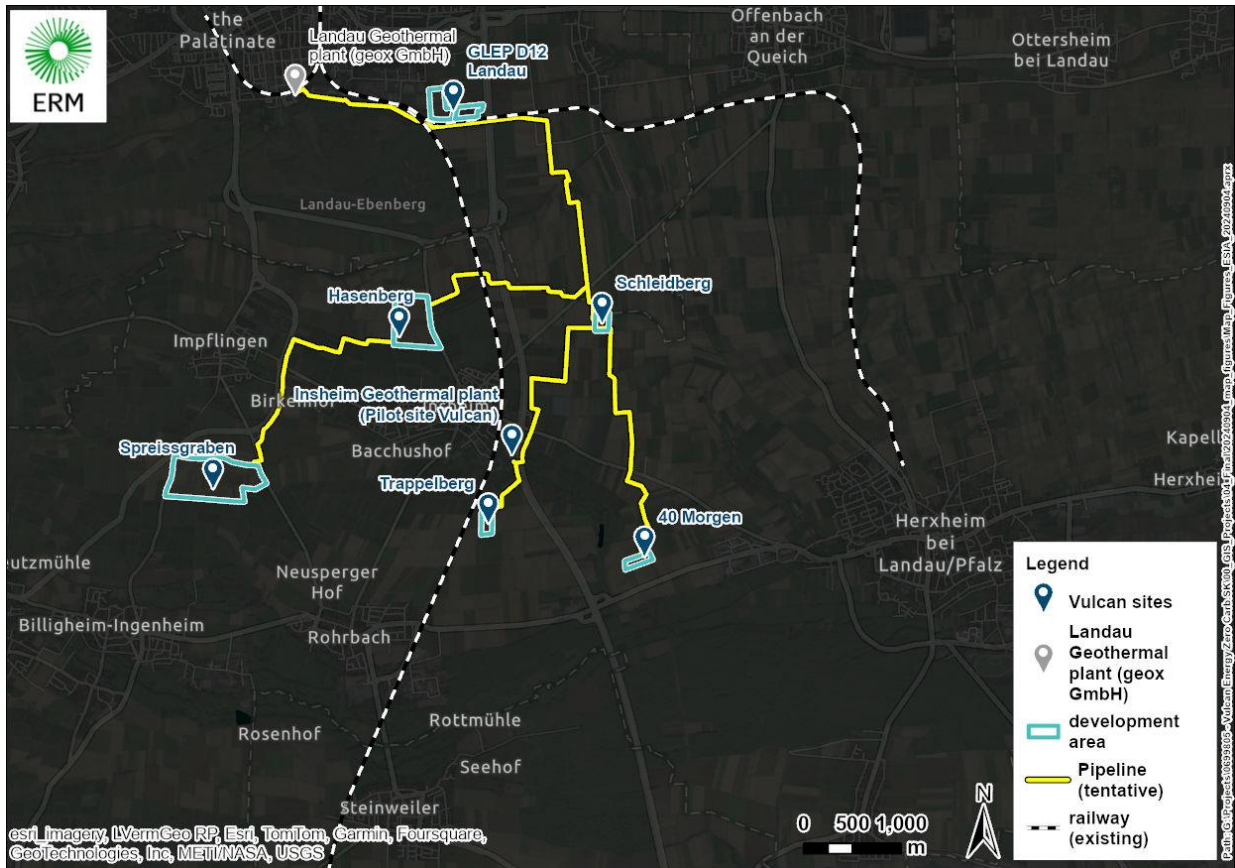 the
Palatinate
ERM
Landau Geothermal
plant (geox GmbH)
GLEP D12
Landau
Offenbach
an der
Queich
Ottersheim
bei Landau
Landau-Ebenberg
Schleidberg
Hasenberg
Impflingen
Insheim Geothermal plant
(Pilot site Vulcan)
Birkenhof
Bacchushof
Spreissgraben
Trappelberg
40 Morgen
Kapell
Herxhei
Herxheim
bei
Landau/Pfalz
eutzmühle
Neusperger
Hof
Billigheim-Ingenheim
Rohrbach
Rottmühle
Rosenhof
Seehof
Steinweiler
Legend
Vulcan sites
Landau
Geothermal
plant (geox
GmbH)
development
area
Pipeline
(tentative)
railway
(existing)
N
0 500 1,000
m
esri_imagery, LVermGeo RP, Esri, TomTom, Garmin, Foursquare,
GeoTechnologies, Inc, METI/NASA, USGS